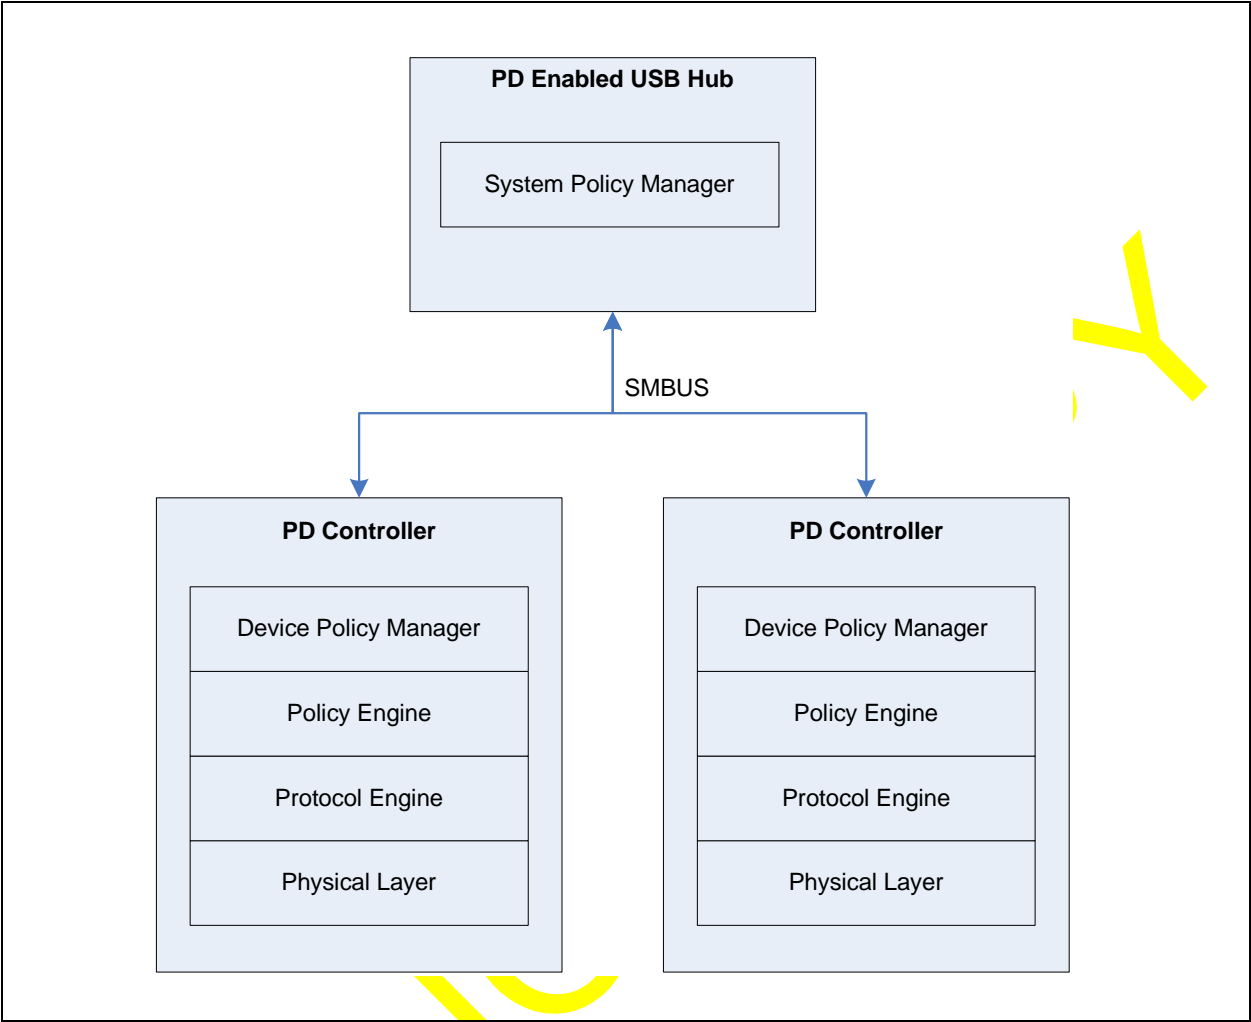 PD Enabled USB Hub
System Policy Manager
SMBUS
PD Controller
Device Policy Manager
Policy Engine
Protocol Engine
Physical Layer
PD Controller
Device Policy Manager
Policy Engine
Protocol Engine
Physical Layer
Y